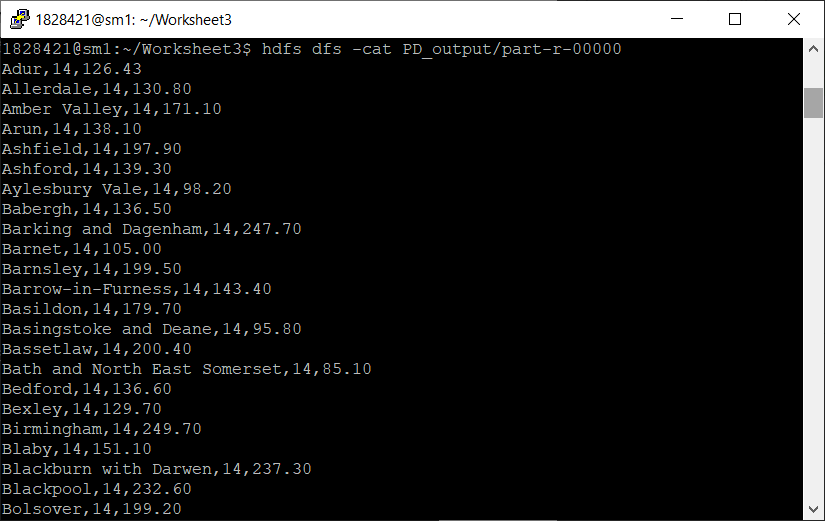 1828421@sm1: ~/Worksheet3
1828421@sm1:~/Worksheet3$ hdfs dfs -cat PD_output/part-r-00000
Adur,14,126.43
Allerdale,14,130.80
Amber Valley,14,171.10
Arun,14,138.10
Ashfield,14,197.90
Ashford,14,139.30
Aylesbury Vale,14,98.20
Babergh,14,136.50
Barking and Dagenham,14,247.70
Barnet,14,105.00
Barnsley,14,199.50
Barrow-in-Furness,14,143.40
Basildon,14,179.70
Basingstoke and Deane,14,95.80
Bassetlaw,14,200.40
Bath and North East Somerset,14,85.10
Bedford,14,136.60
Bexley,14,129.70
Birmingham,14,249.70
Blaby,14,151.10
Blackburn with Darwen,14,237.30
Blackpool,14,232.60
Bolsover,14,199.20